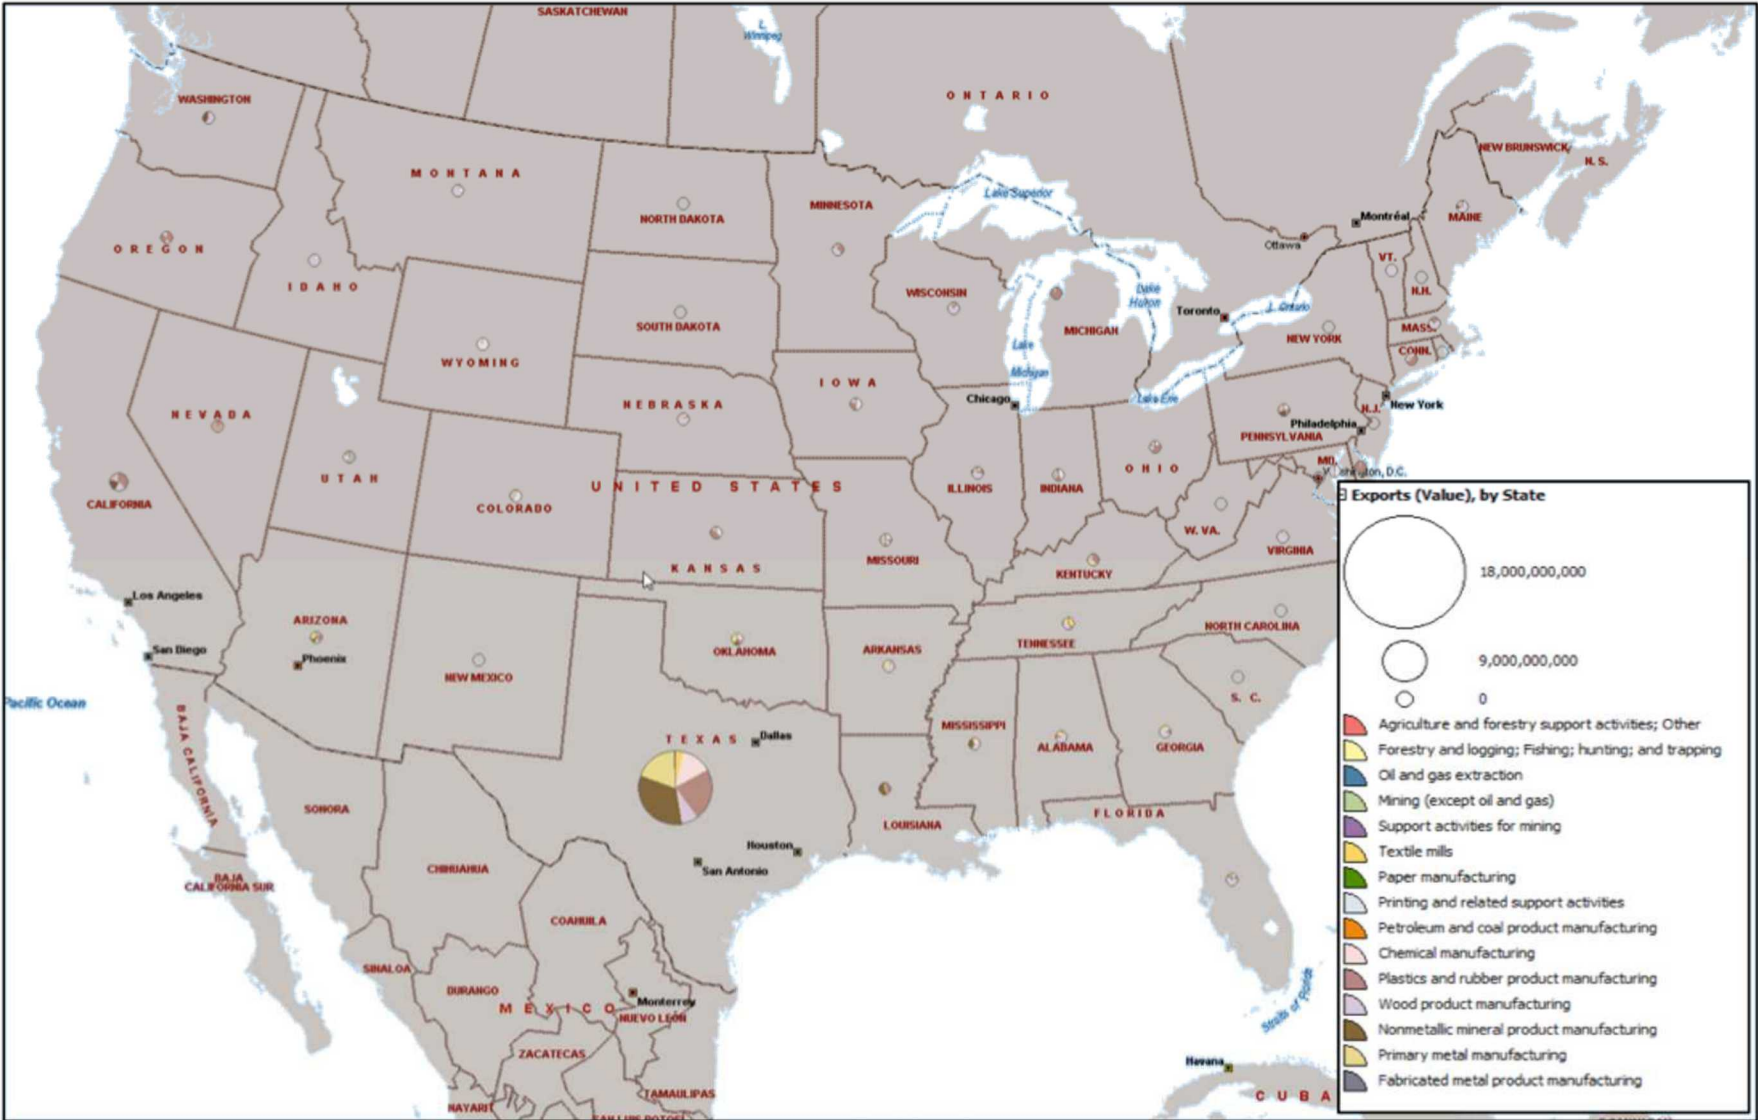 SASKATCHEWAN
L. Winnipeg
WASHINGTON
ONTARIO
NEW BRUNSWICK
N. S.
MONTANA
Lake Superior
NORTH DAKOTA
MINNESOTA
Montréal
MAINE
OREGON
Ottawa
VT.
IDAHO
WISCONSIN
Lake Huron
N.H.
Toronto
L. Ontario
SOUTH DAKOTA
MICHIGAN
MASS.
NEW YORK
CONN.
Lake Michigan
WYOMING
IOWA
Chicago
Lake Erie
N.J.
New York
NEVADA
NEBRASKA
Philadelphia
PENNSYLVANIA
UTAH
OHIO
MD.
Washington, D.C.
UNITED STATES
ILLINOIS
INDIANA
CALIFORNIA
COLORADO
W. VA.
VIRGINIA
KANSAS
MISSOURI
KENTUCKY
Los Angeles
ARIZONA
NORTH CAROLINA
San Diego
Phoenix
OKLAHOMA
ARKANSAS
TENNESSEE
NEW MEXICO
S. C.
Pacific Ocean
BAJA CALIFORNIA
TEXAS
Dallas
MISSISSIPPI
ALABAMA
GEORGIA
SONORA
LOUISIANA
FLORIDA
Houston
San Antonio
CHIHUAHUA
BAJA
CALIFORNIA SUR
COAHUILA
SINALOA
DURANGO
MEXICO
Monterrey
NUEVO LEÓN
Straits of Florida
ZACATECAS
Havana
TAMAULIPAS
CUBA
NAYARIT
SAN LUIS POTOSI
Exports (Value), by State
18,000,000,000
9,000,000,000
0
Agriculture and forestry support activities; Other
Forestry and logging; Fishing; hunting; and trapping
Oil and gas extraction
Mining (except oil and gas)
Support activities for mining
Textile mills
Paper manufacturing
Printing and related support activities
Petroleum and coal product manufacturing
Chemical manufacturing
Plastics and rubber product manufacturing
Wood product manufacturing
Nonmetallic mineral product manufacturing
Primary metal manufacturing
Fabricated metal product manufacturing